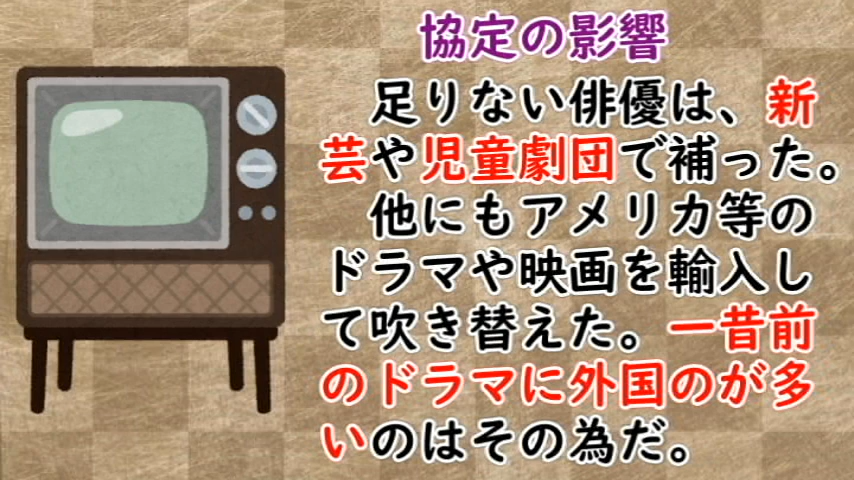 協定の影響
足りない俳優は、新
芸や児童劇団で補った。
他にもアメリカ等の
ドラマや映画を輸入し
て吹き替えた。一昔前
のドラマに外国のが多
いのはその為だ。